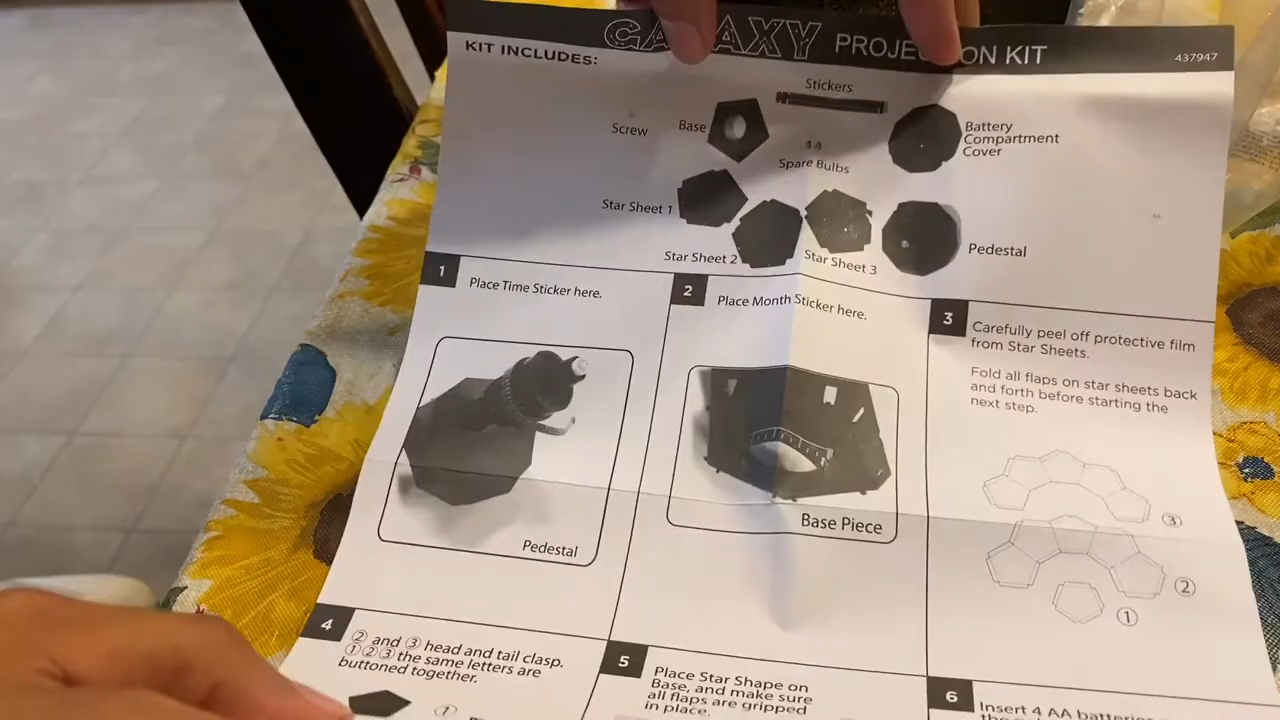 GALAXY PROJECTION KIT
437947
KIT INCLUDES:
Stickers
Screw
Base
Battery
Compartment
Cover
Spare Bulbs
Star Sheet 1
Star Sheet 2
Star Sheet 3
Pedestal
1
Place Time Sticker here.
Pedestal
2
Place Month Sticker here.
Base Piece
3
Carefully peel off protective film
from Star Sheets.
Fold all flaps on star sheets back
and forth before starting the
next step.
③
②
①
4
② and ③ head and tail clasp.
①②③ the same letters are
buttoned together.
①
5
Place Star Shape on
Base, and make sure
all flaps are gripped
in place.
6
Insert 4 AA batteries